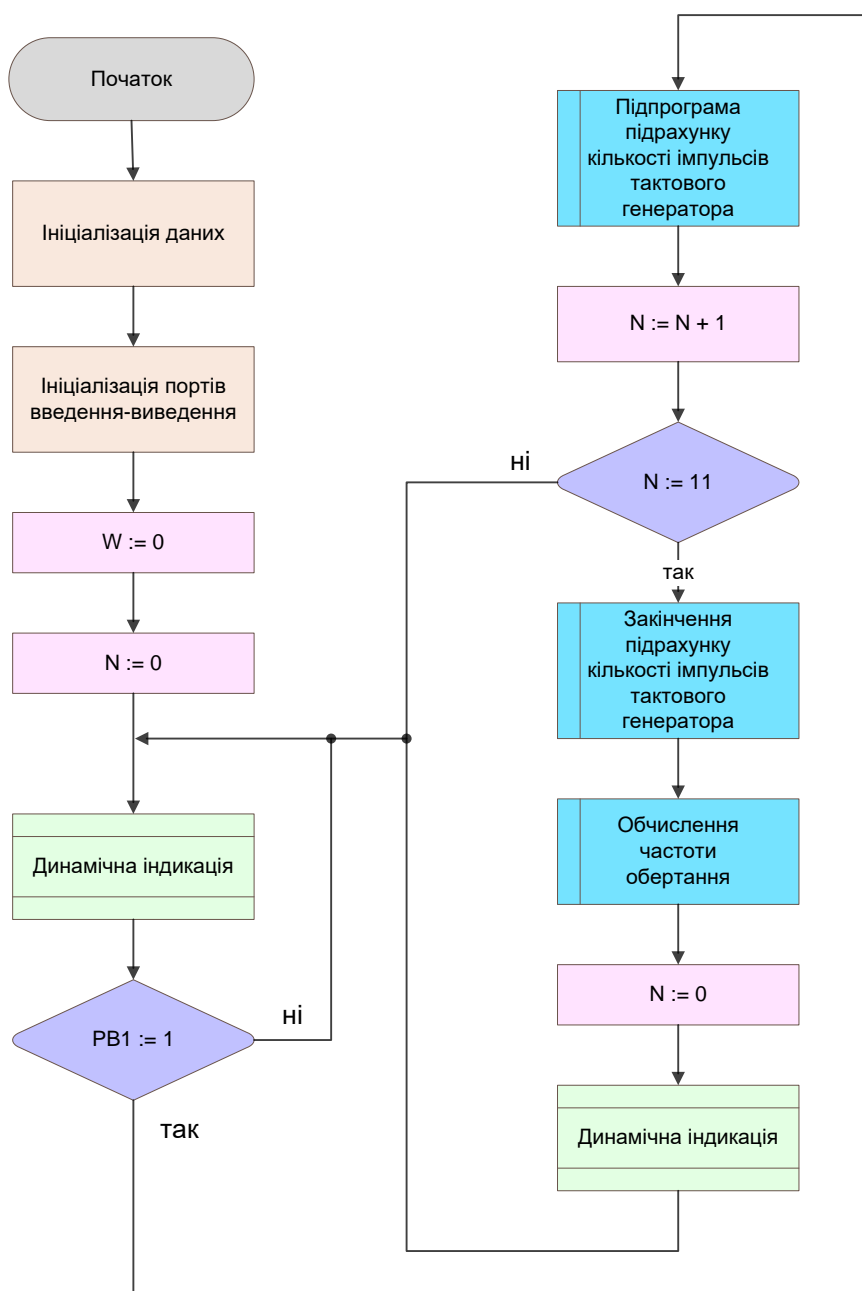 Початок
Ініціалізація даних
Ініціалізація портів
введення-виведення
W := 0
N := 0
Динамічна індикація
PB1 := 1
ні
так
Підпрограма
підрахунку
кількості імпульсів
тактового
генератора
N := N + 1
N := 11
ні
так
Закінчення
підрахунку
кількості імпульсів
тактового
генератора
Обчислення
частоти
обертання
N := 0
Динамічна індикація